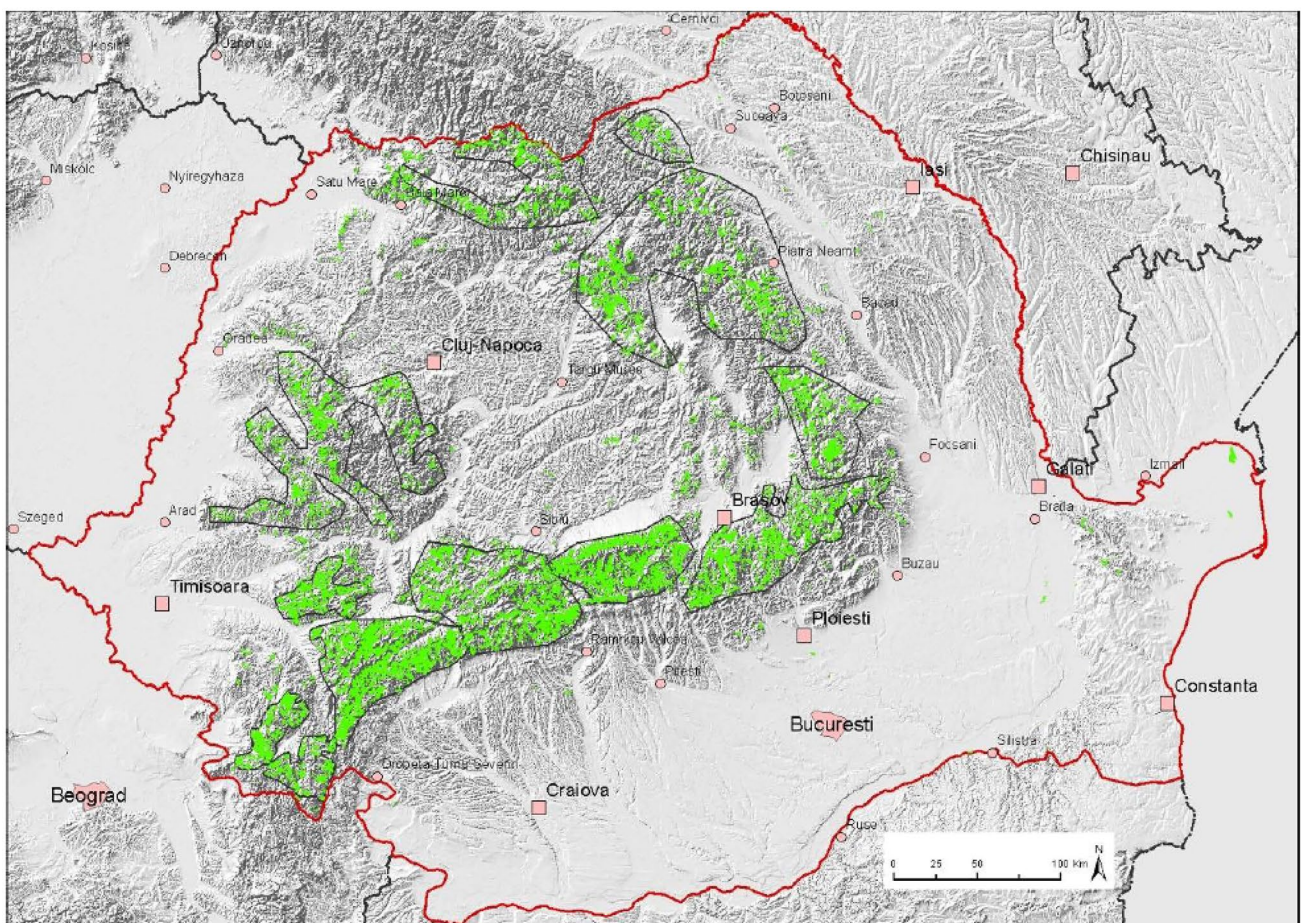 Cernivci
Kosice
Uzhorod
Botosani
Suceava
Chisinau
Miskolc
Nyiregyhaza
Satu Mare
Iasi
Baia Mare
Debrecen
Piatra Neamt
Bacau
Oradea
Cluj-Napoca
Targu Mures
Focsani
Izmail
Galati
Szeged
Arad
Sibiu
Brasov
Braila
Timisoara
Buzau
Ploiesti
Ramnicu Valcea
Pitesti
Constanta
Bucuresti
Silistra
Drobeta-Turnu Severin
Beograd
Craiova
Ruse
N
0 25 50 100 Km